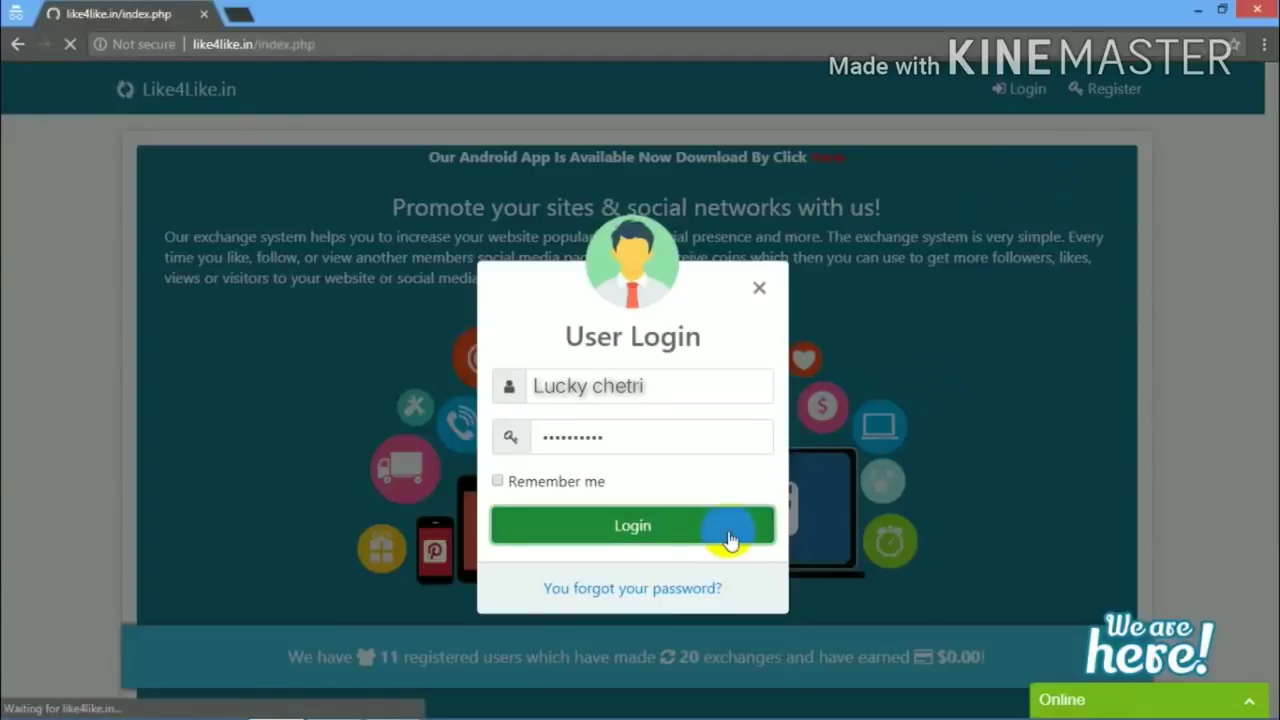 like4like.in/index.php
Not secure | like4like.in/index.php
Made with KINEMASTER
Like4Like.in
Login
Register
Our Android App Is Available Now Download By Click
Promote your sites & social networks with us!
Our exchange system helps you to increase your website popula ial presence and more. The exchange system is very simple. Every
time you like, follow, or view another members social media pa ceive coins which then you can use to get more followers, likes,
views or visitors to your website or social media
User Login
Lucky chetri
Remember me
Login
You forgot your password?
We have 11 registered users which have made 20 exchanges and have earned $0.00!
We are
here!
Online
Waiting for like4like.in...